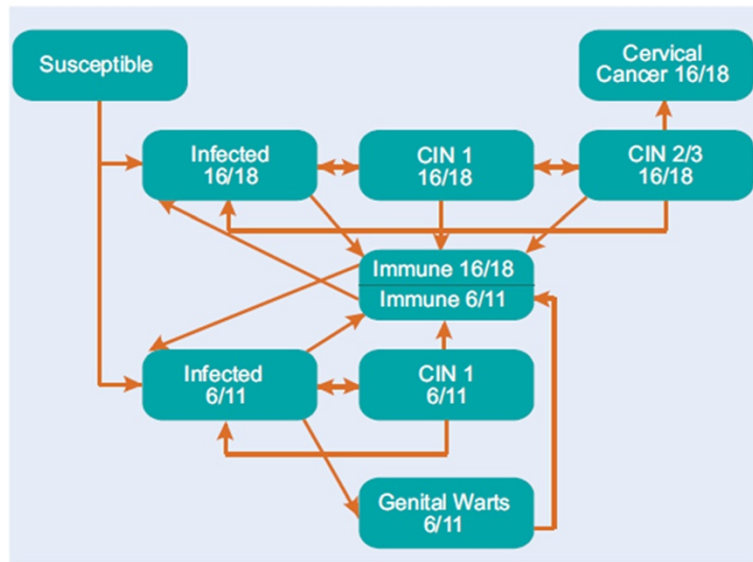 Susceptible
Cervical
Cancer 16/18
Infected
16/18
CIN 1
16/18
CIN 2/3
16/18
Immune 16/18
Immune 6/11
Infected
6/11
CIN 1
6/11
Genital Warts
6/11